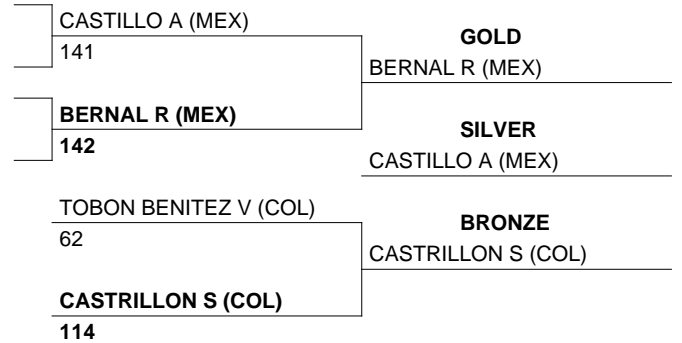 CASTILLO A (MEX)
141
GOLD
BERNAL R (MEX)
BERNAL R (MEX)
142
SILVER
CASTILLO A (MEX)
TOBON BENITEZ V (COL)
62
BRONZE
CASTRILLON S (COL)
CASTRILLON S (COL)
114